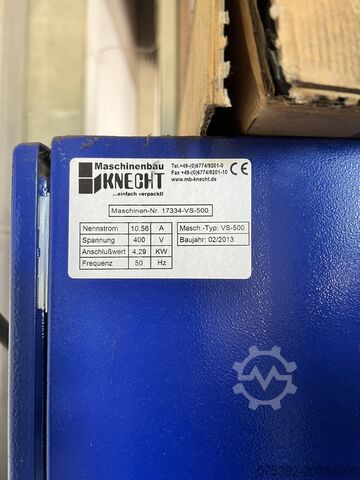 Maschinenbau
KNECHT
...einfach verpackt!
Tel.+49-(0)6774/9201-0
Fax +49-(0)6774/9201-10
www.mb-knecht.de
CE
Maschinen-Nr. 17334-VS-500
Nennstrom 10,56 A
Spannung 400 V
Anschlußwert 4,29 KW
Frequenz 50 Hz
Masch.-Typ: VS-500
Baujahr: 02/2013